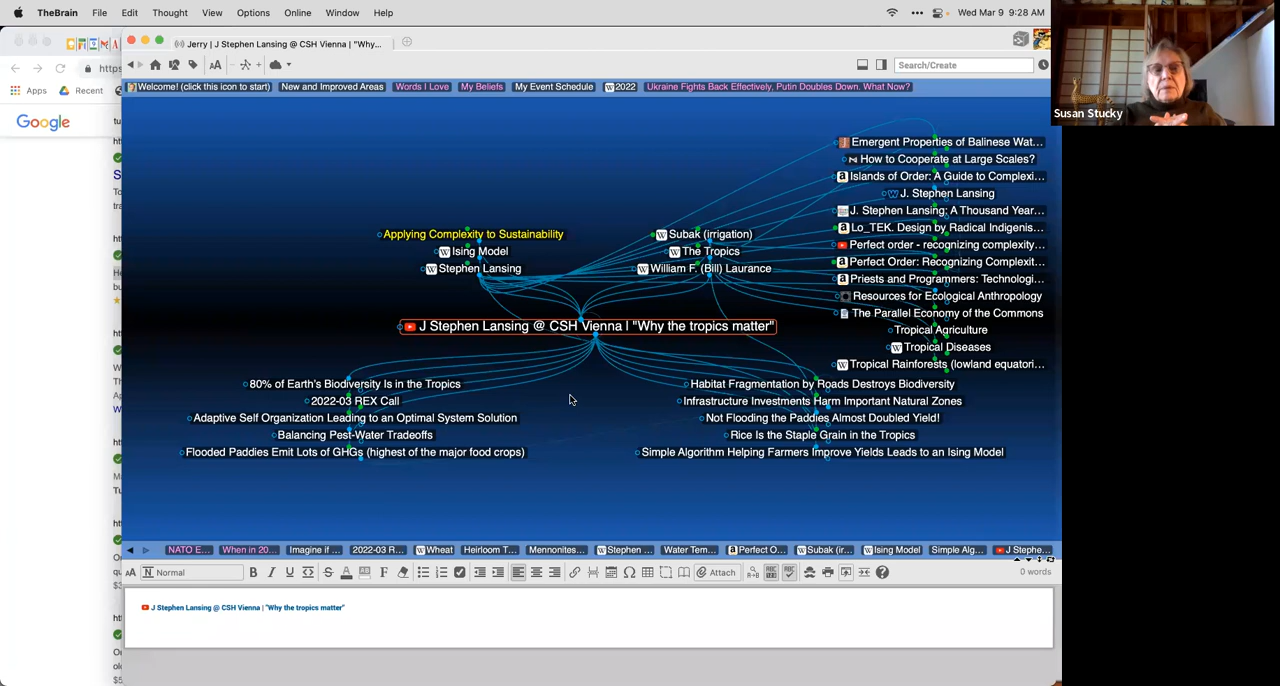 TheBrain File Edit Thought View Options Online Window Help Wed Mar 9 9:28 AM
Jerry | J Stephen Lansing @ CSH Vienna | "Why...
https
Apps Recent
AA Search/Create
Welcome! (click this icon to start) New and Improved Areas Words I Love My Beliefs My Event Schedule 2022 Ukraine Fights Back Effectively, Putin Doubles Down. What Now?
Susan Stucky
Google
Emergent Properties of Balinese Wat...
How to Cooperate at Large Scales?
Islands of Order: A Guide to Complexi...
J. Stephen Lansing
J. Stephen Lansing: A Thousand Year...
Lo_TEK. Design by Radical Indigenis...
Perfect order - recognizing complexity...
Perfect Order: Recognizing Complexit...
Priests and Programmers: Technologi...
Resources for Ecological Anthropology
The Parallel Economy of the Commons
Tropical Agriculture
Tropical Diseases
Tropical Rainforests (lowland equatori...
Applying Complexity to Sustainability
Ising Model
Stephen Lansing
Subak (irrigation)
The Tropics
William F. (Bill) Laurance
J Stephen Lansing @ CSH Vienna | "Why the tropics matter"
80% of Earth's Biodiversity Is in the Tropics
2022-03 REX Call
Adaptive Self Organization Leading to an Optimal System Solution
Balancing Pest-Water Tradeoffs
Flooded Paddies Emit Lots of GHGs (highest of the major food crops)
Habitat Fragmentation by Roads Destroys Biodiversity
Infrastructure Investments Harm Important Natural Zones
Not Flooding the Paddies Almost Doubled Yield!
Rice Is the Staple Grain in the Tropics
Simple Algorithm Helping Farmers Improve Yields Leads to an Ising Model
NATO E... When in 20... Imagine if ... 2022-03 R... Wheat Heirloom T... Mennonites... Stephen ... Water Tem... Perfect O... Subak (ir... Ising Model Simple Alg... J Stephe...
AA N Normal B I U S A F Attach 0 words
J Stephen Lansing @ CSH Vienna | "Why the tropics matter"